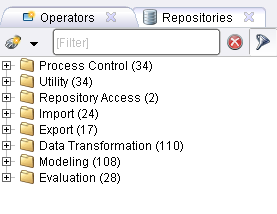 Operators Repositories
[Filter]
Process Control (34)
Utility (34)
Repository Access (2)
Import (24)
Export (17)
Data Transformation (110)
Modeling (108)
Evaluation (28)